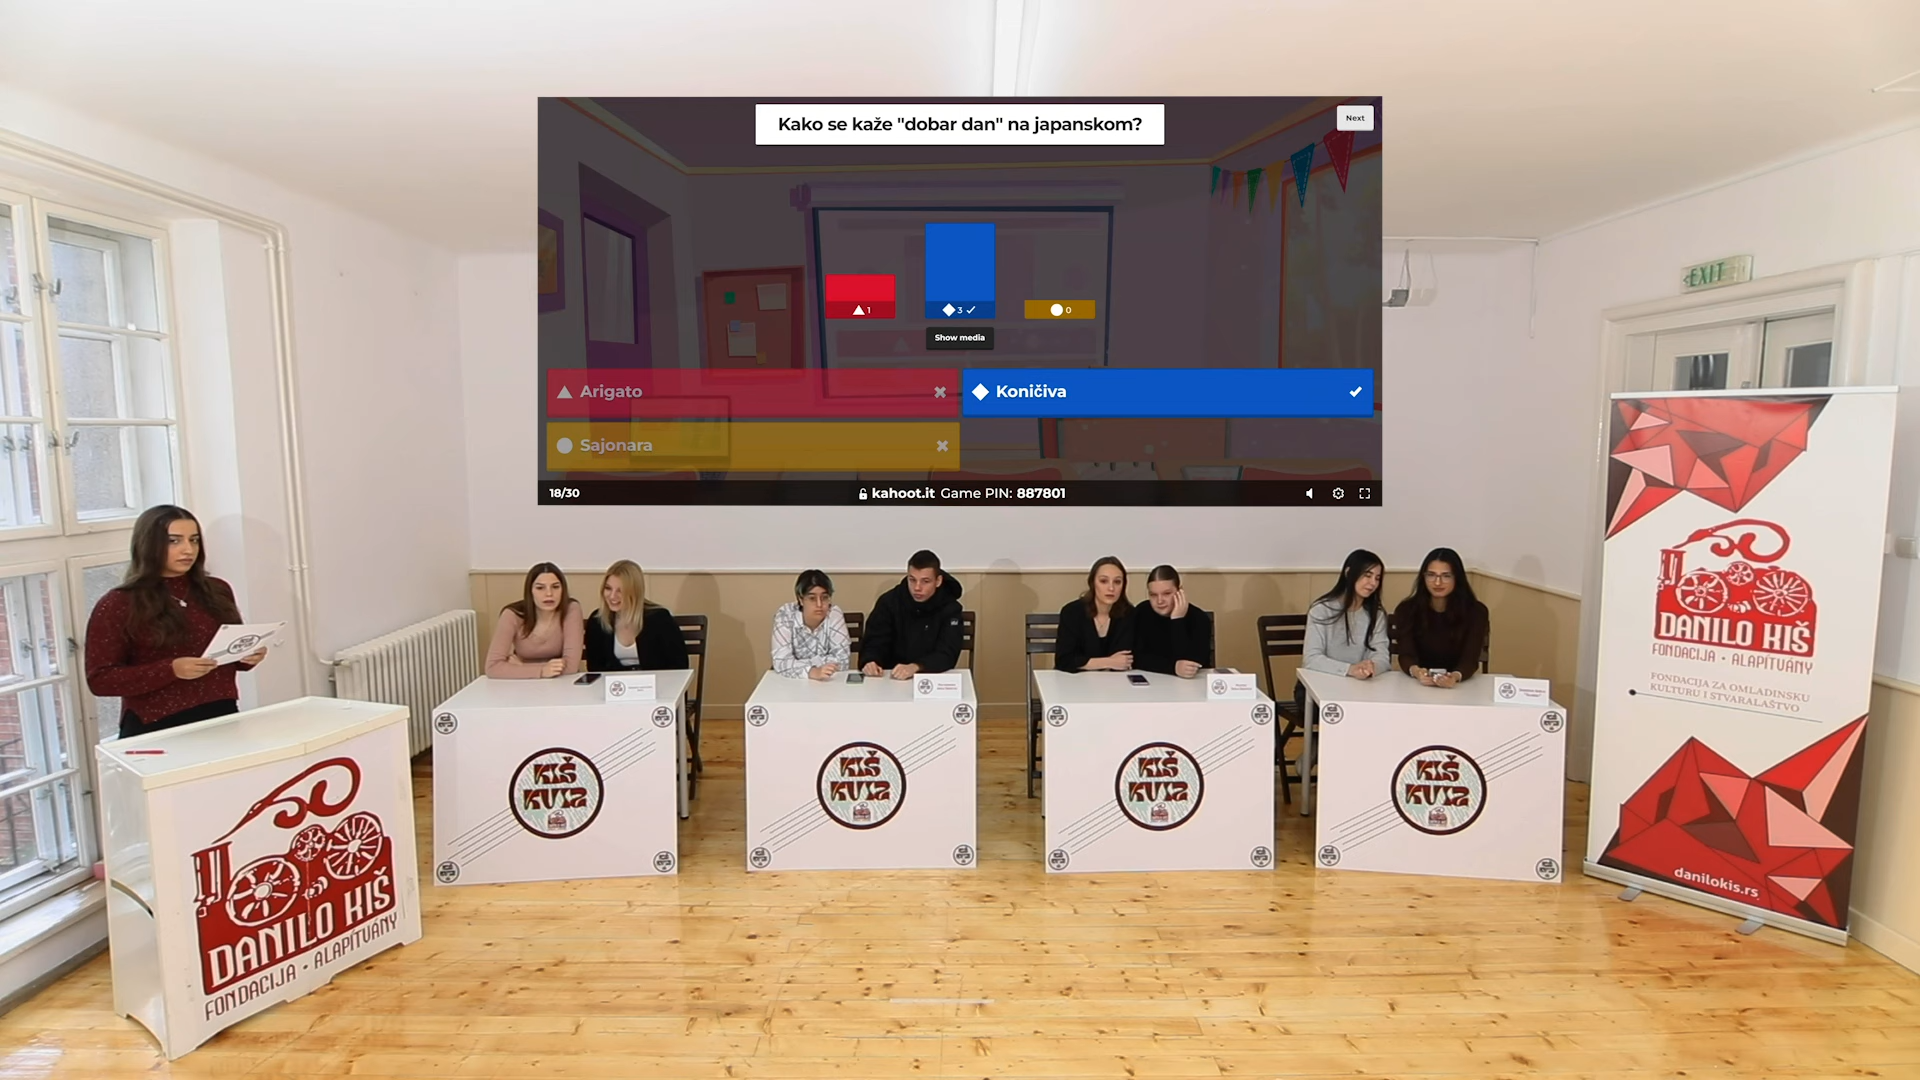 Kako se kaže "dobar dan" na japanskom?
Next
1
3
0
Show media
Arigato
Koničiva
Sajonara
18/30
kahoot.it Game PIN: 887801
EXIT
DANILO KIŠ
FONDACIJA • ALAPÍTVÁNY
FONDACIJA ZA OMLADINSKU
KULTURU I STVARALAŠTVO
danilokis.rs
KIŠ
KVIZ
KIŠ
KVIZ
KIŠ
KVIZ
KIŠ
KVIZ
DANILO KIŠ
FONDACIJA • ALAPÍTVÁNY